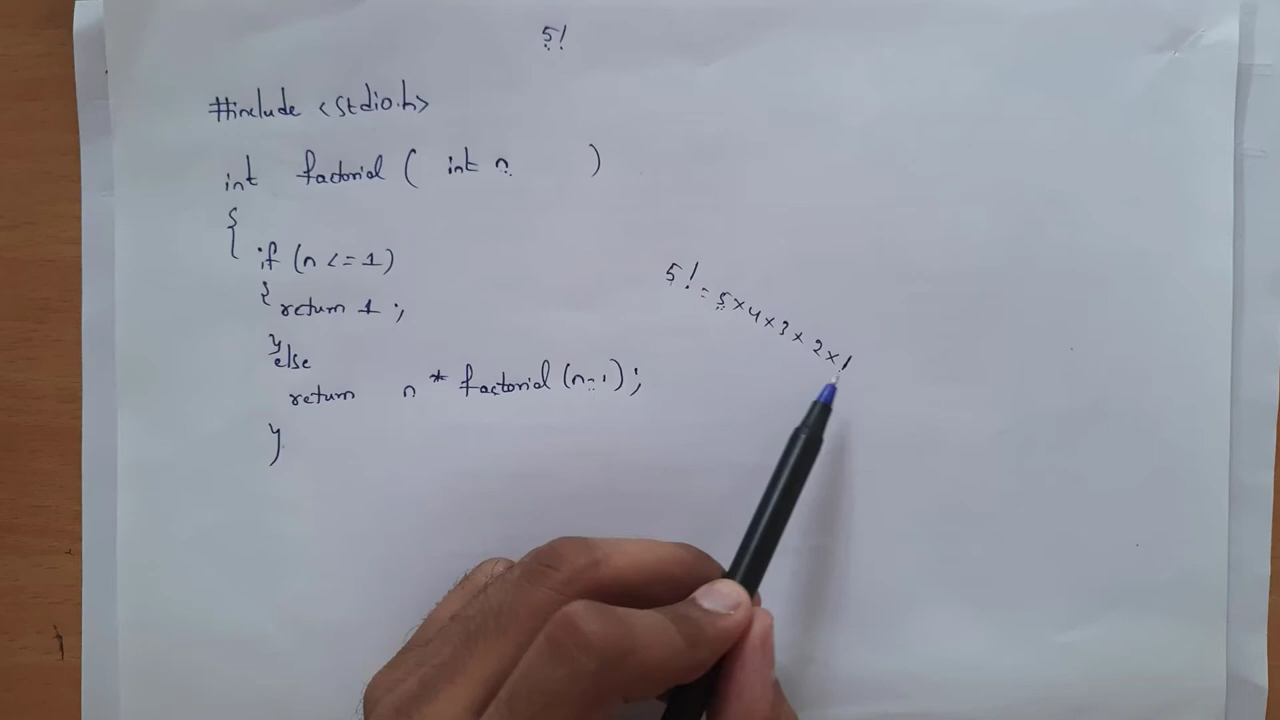 5!
#include <stdio.h>
int factorial ( int n )
{
if (n <= 1)
{ return 1 ;
}
else
return n * factorial (n-1) ;
}
5! = 5 × 4 × 3 × 2 × 1